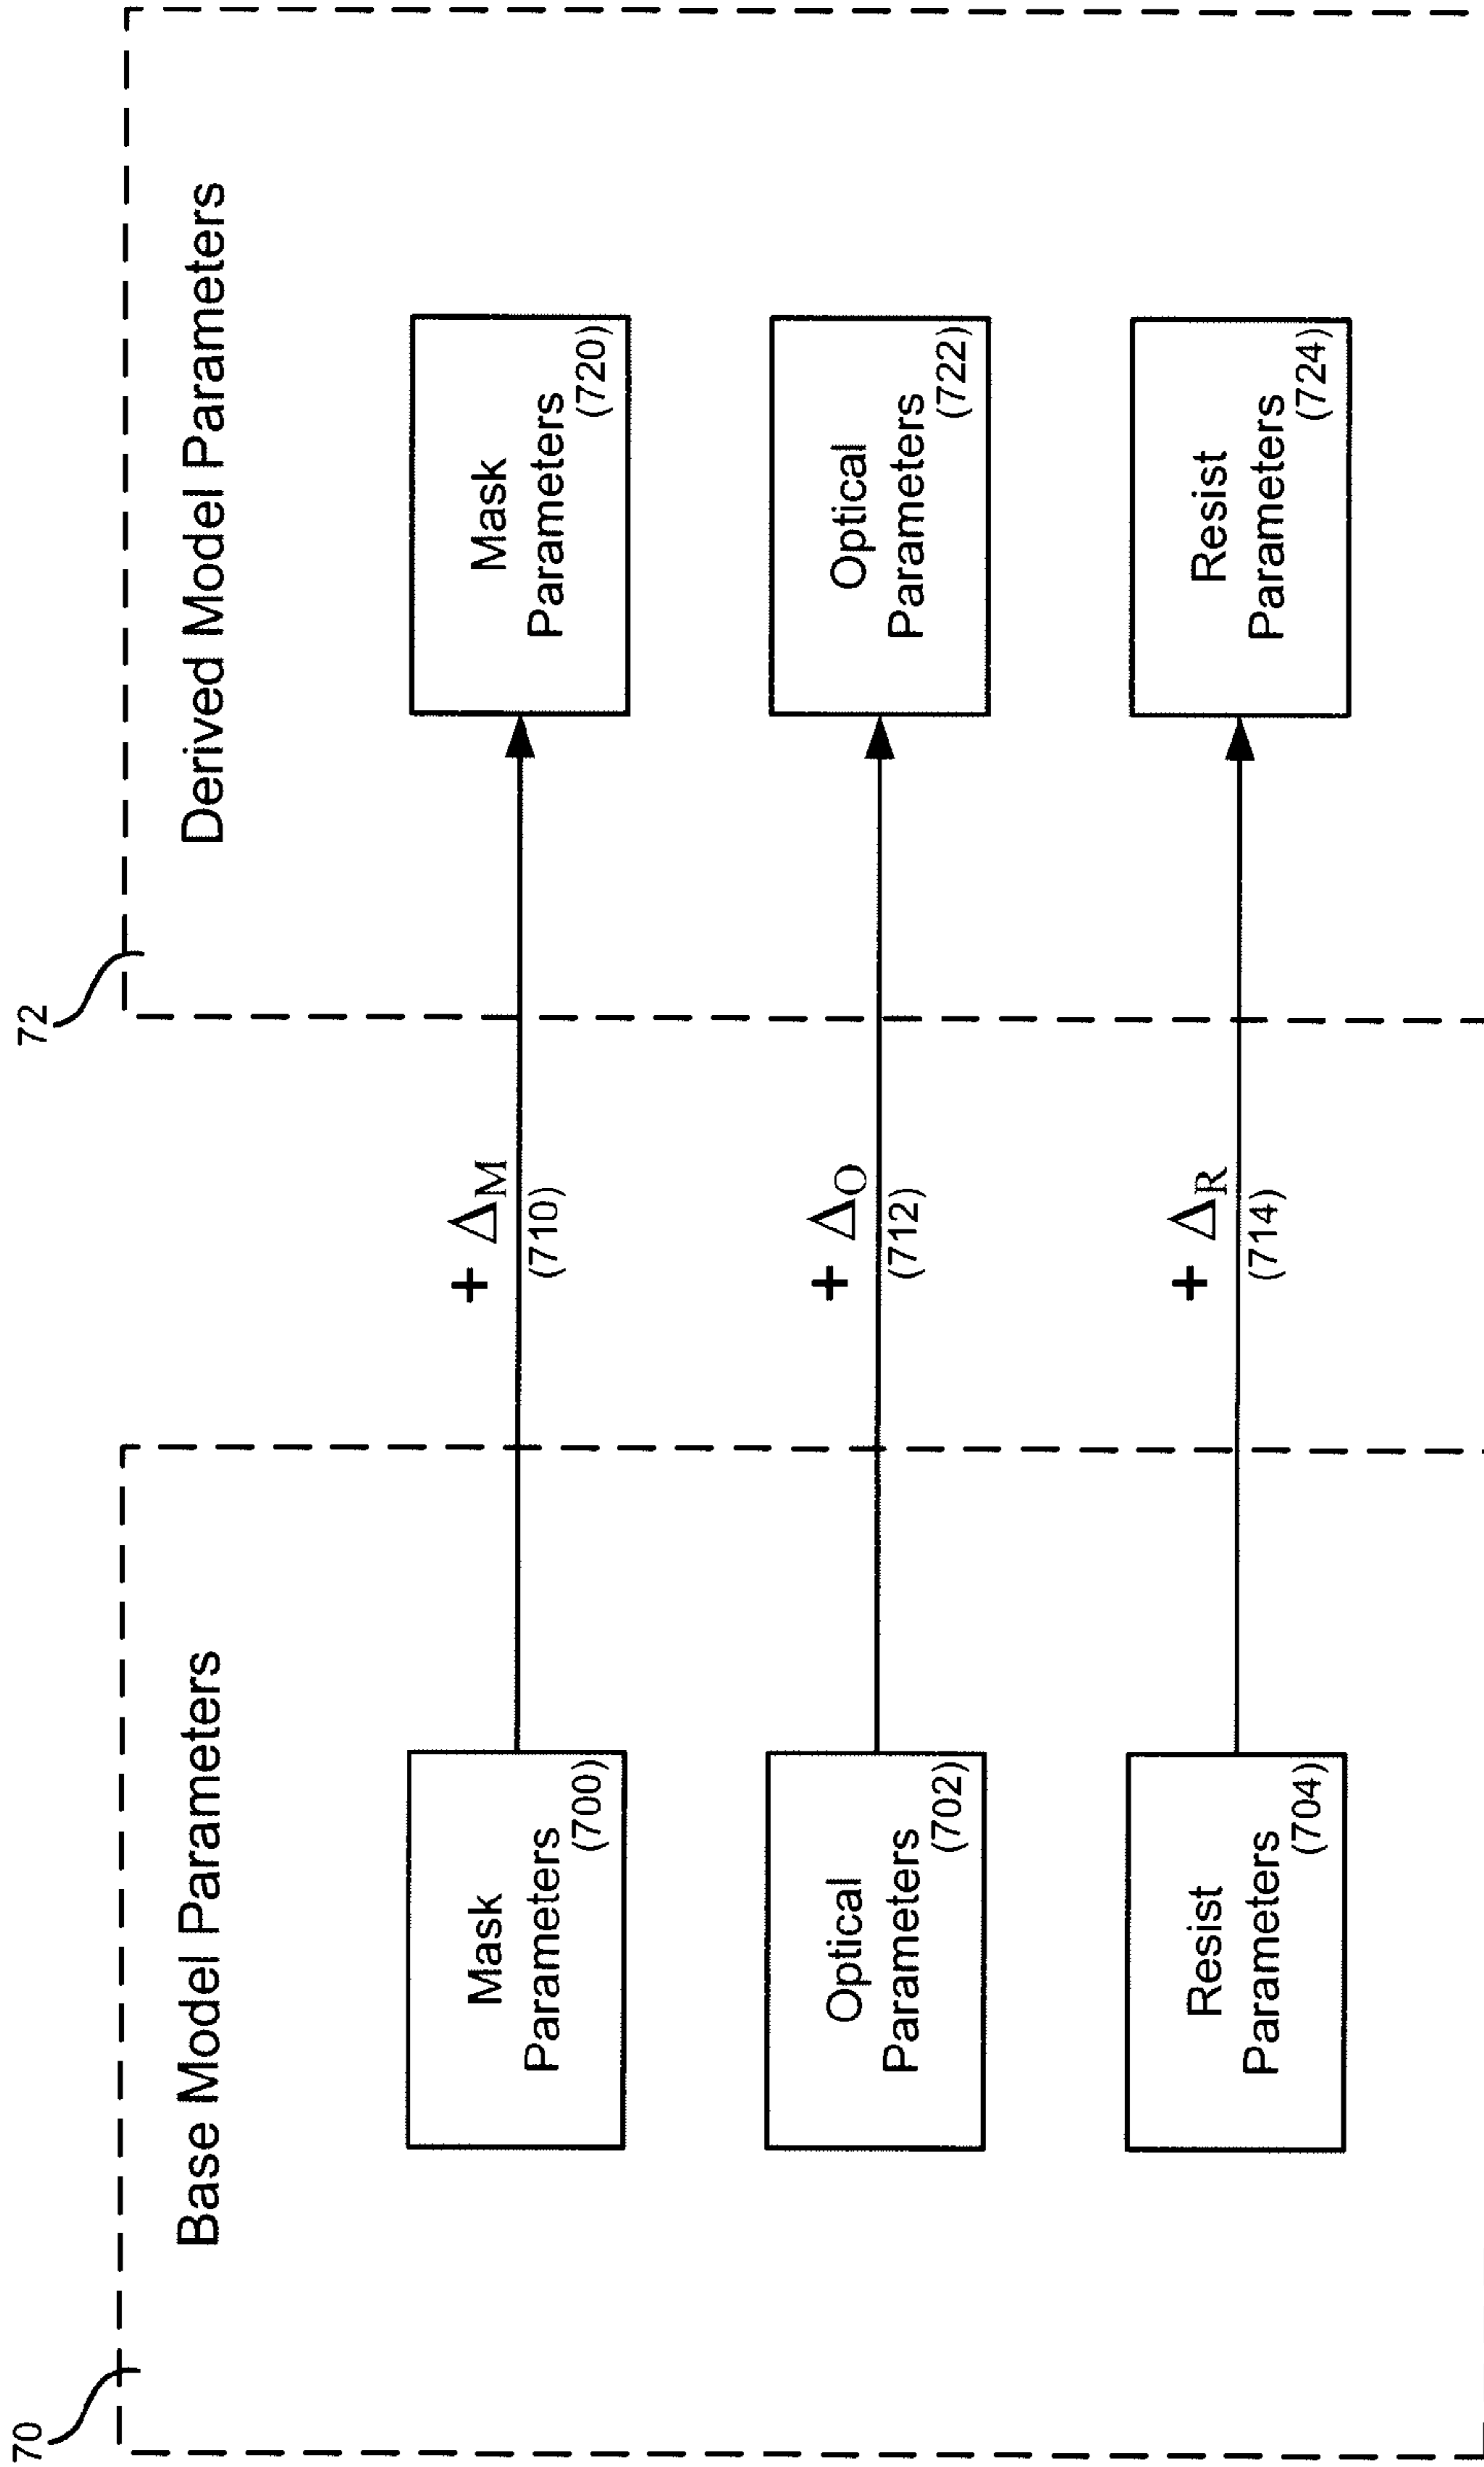 70
Base Model Parameters
Mask
Parameters
(700)
Optical
Parameters
(702)
Resist
Parameters
(704)
+ ΔM
(710)
+ ΔO
(712)
+ ΔR
(714)
72
Derived Model Parameters
Mask
Parameters
(720)
Optical
Parameters
(722)
Resist
Parameters
(724)